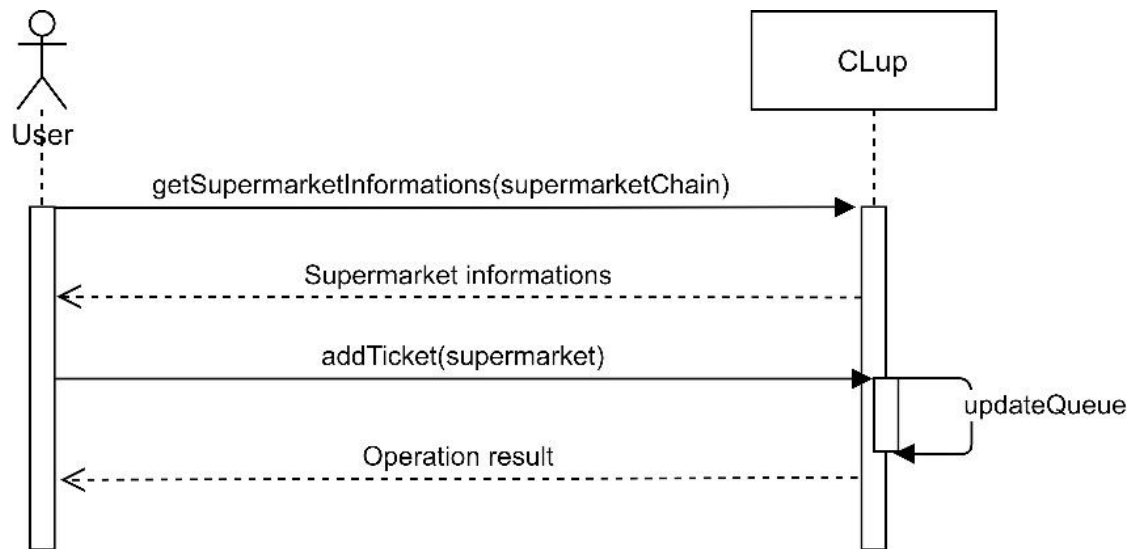 User
CLup
getSupermarketInformations(supermarketChain)
Supermarket informations
addTicket(supermarket)
updateQueue
Operation result